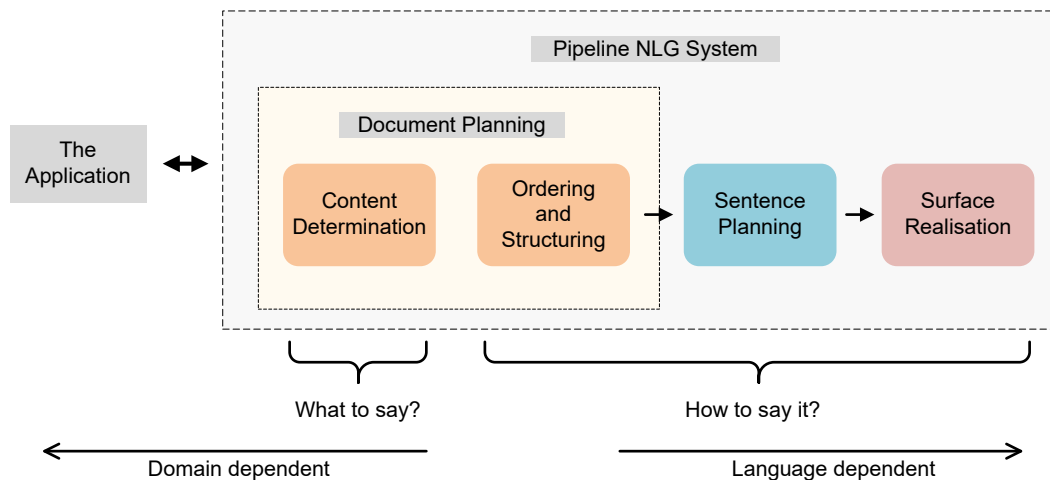 Pipeline NLG System
Document Planning
The
Application
Content
Determination
Ordering
and
Structuring
Sentence
Planning
Surface
Realisation
What to say?
How to say it?
Domain dependent
Language dependent